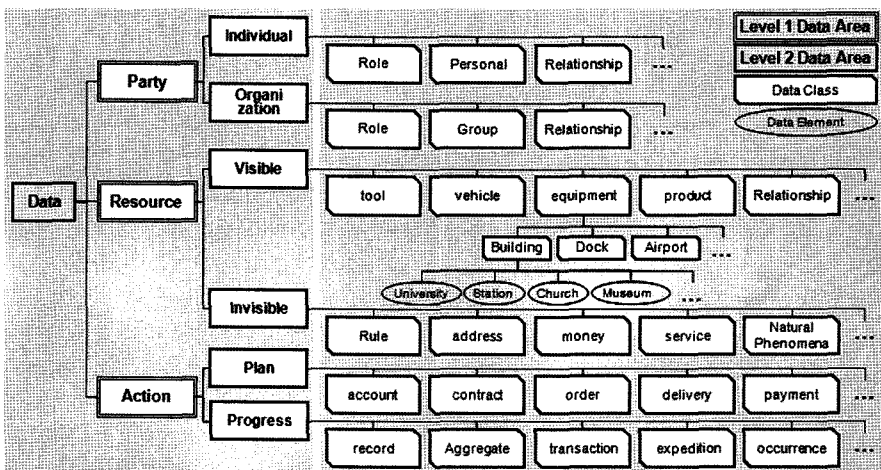 Individual
Role Personal Relationship ...
Party
Organi
zation
Role Group Relationship ...
Level 1 Data Area
Level 2 Data Area
Data Class
Data Element
Data
Resource
Visible
tool vehicle equipment product Relationship ...
Building Dock Airport ...
University Station Church Museum ...
Invisible
Rule address money service Natural
Phenomena ...
Action
Plan
account contract order delivery payment ...
Progress
record Aggregate transaction expedition occurrence ...